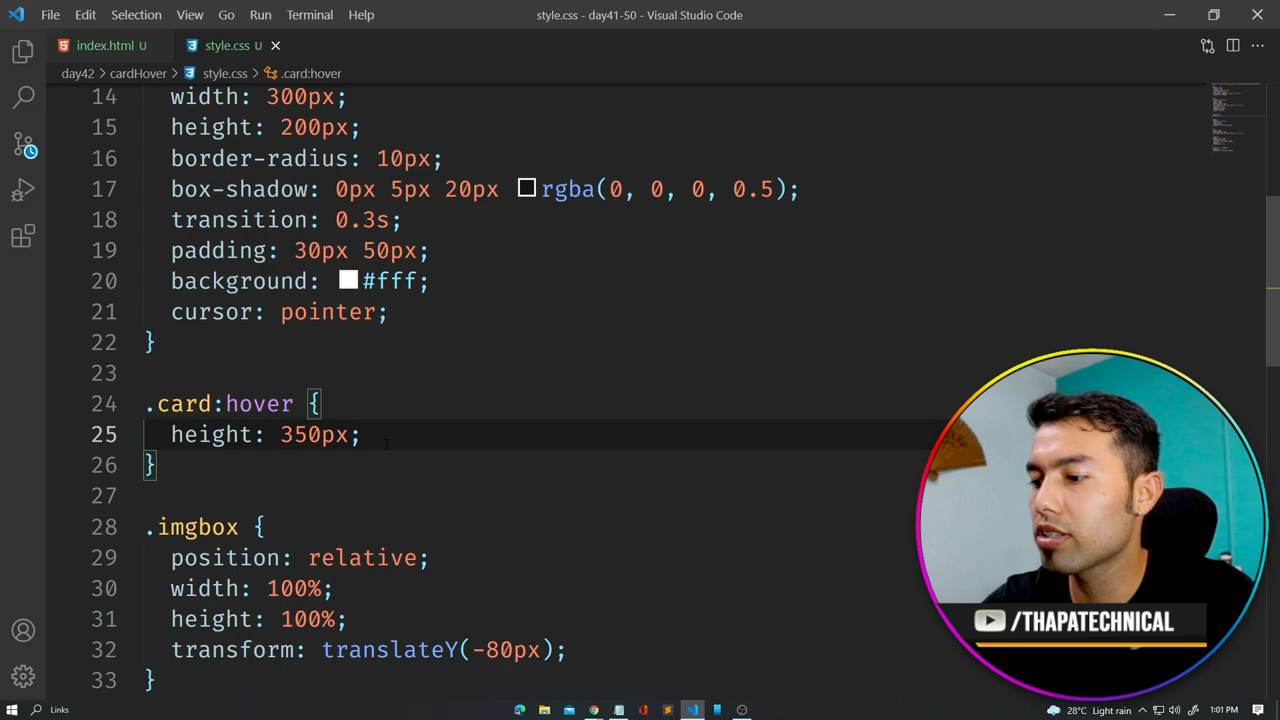 File Edit Selection View Go Run Terminal Help style.css - day41-50 - Visual Studio Code
index.html U style.css U
day42 > cardHover > style.css > .card:hover
14 width: 300px;
15 height: 200px;
16 border-radius: 10px;
17 box-shadow: 0px 5px 20px rgba(0, 0, 0, 0.5);
18 transition: 0.3s;
19 padding: 30px 50px;
20 background: #fff;
21 cursor: pointer;
22 }
23
24 .card:hover {
25 height: 350px;
26 }
27
28 .imgbox {
29 position: relative;
30 width: 100%;
31 height: 100%;
32 transform: translateY(-80px);
33 }
/THAPATECHNICAL
Links 28°C Light rain 1:01 PM